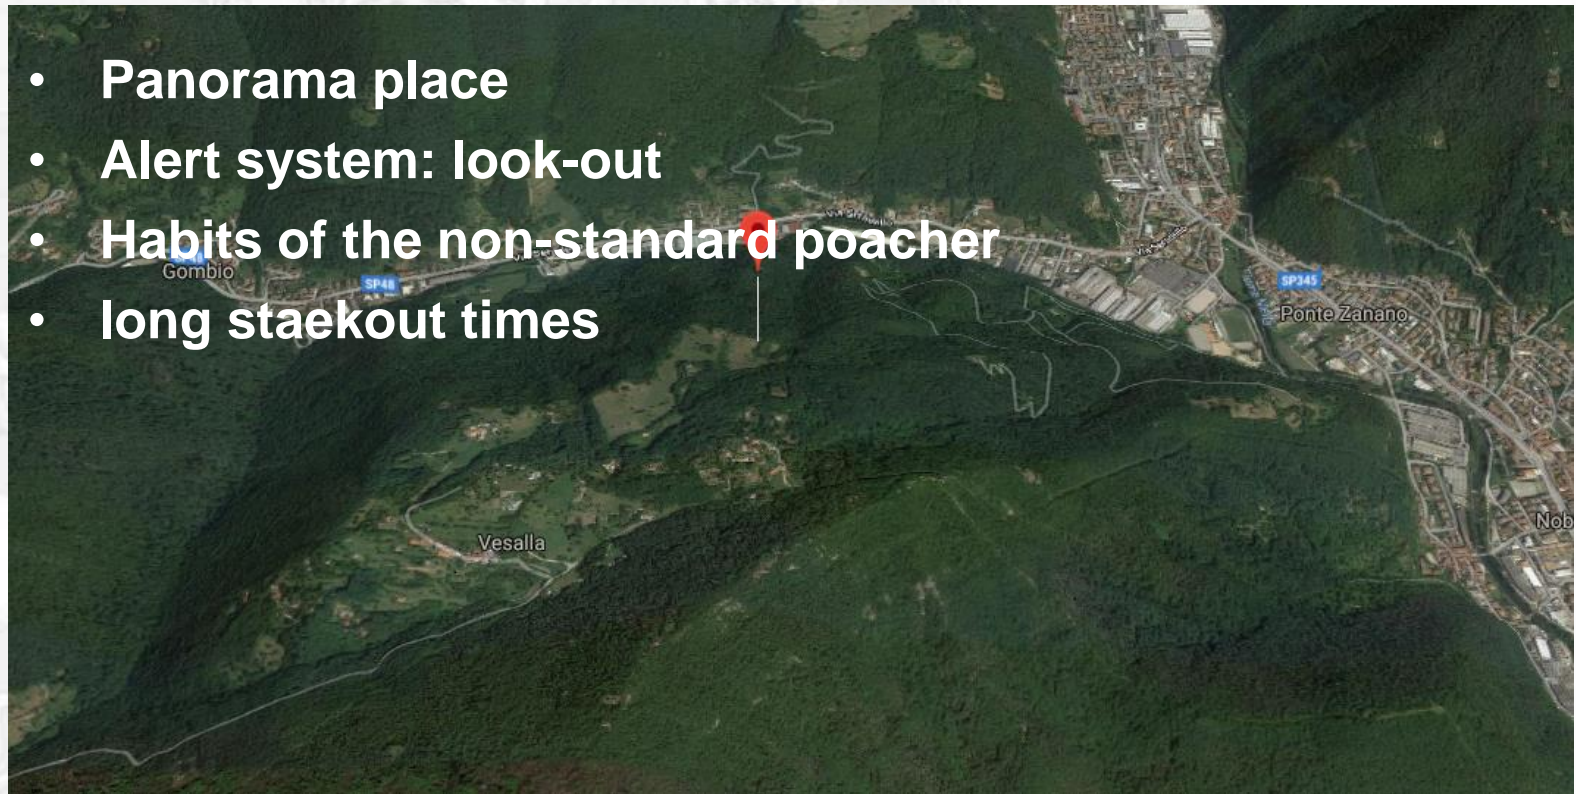 • Panorama place
• Alert system: look-out
• Habits of the non-standard poacher
• long staekout times
Gombio
SP48
SP345
Ponte Zanano
Vesalla
Nob